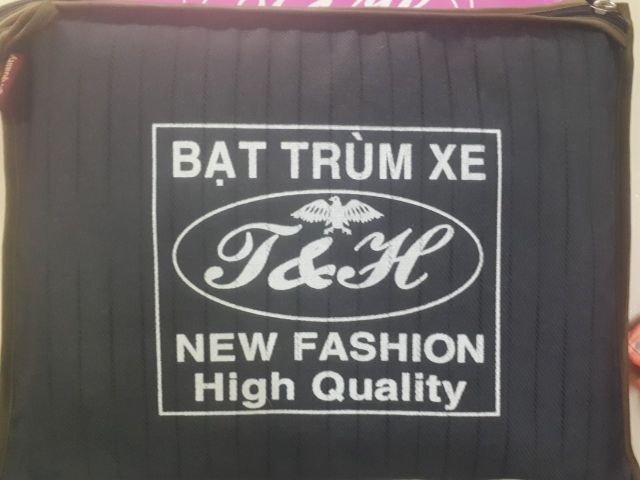 BẠT TRÙM XE
T&H
NEW FASHION
High Quality